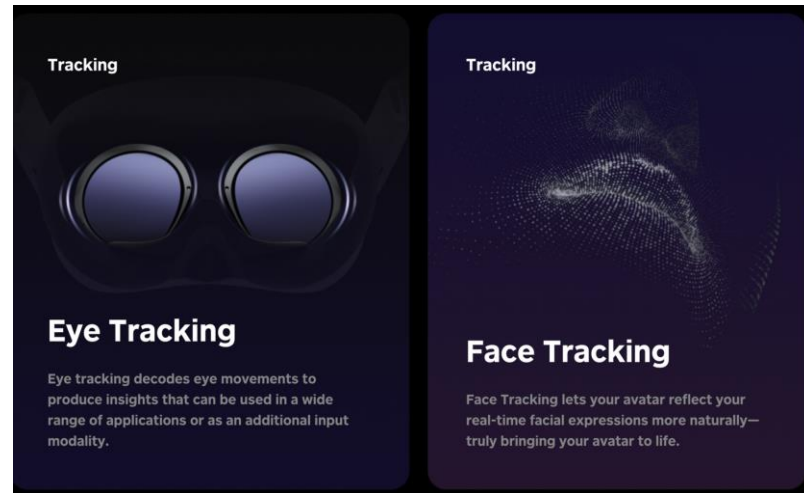 Tracking
Eye Tracking
Eye tracking decodes eye movements to
produce insights that can be used in a wide
range of applications or as an additional input
modality.
Tracking
Face Tracking
Face Tracking lets your avatar reflect your
real-time facial expressions more naturally—
truly bringing your avatar to life.